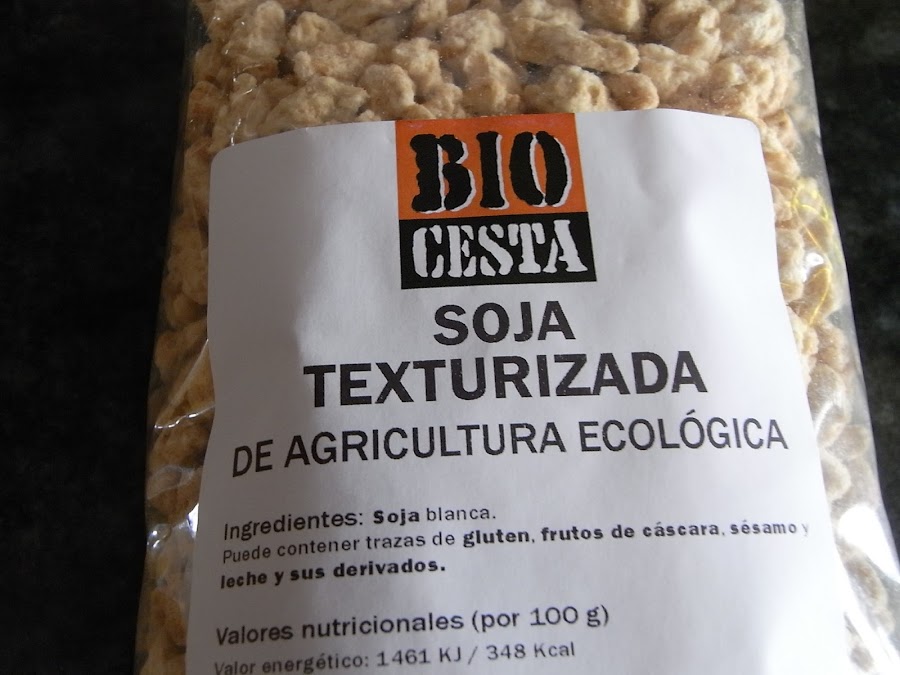 BIO
CESTA
SOJA
TEXTURIZADA
DE AGRICULTURA ECOLÓGICA
Ingredientes: Soja blanca.
Puede contener trazas de gluten, frutos de cáscara, sésamo y
leche y sus derivados.
Valores nutricionales (por 100 g)
Valor energético: 1461 KJ / 348 Kcal